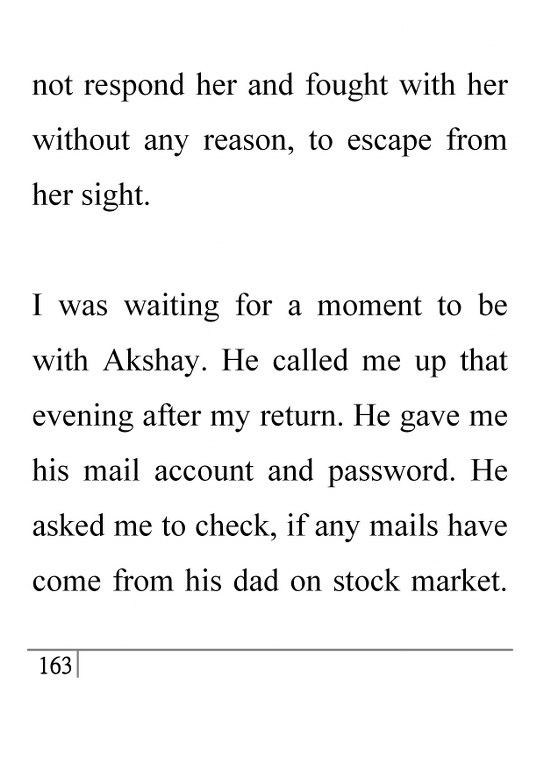 not respond her and fought with her
without any reason, to escape from
her sight.
I was waiting for a moment to be
with Akshay. He called me up that
evening after my return. He gave me
his mail account and password. He
asked me to check, if any mails have
come from his dad on stock market.
163